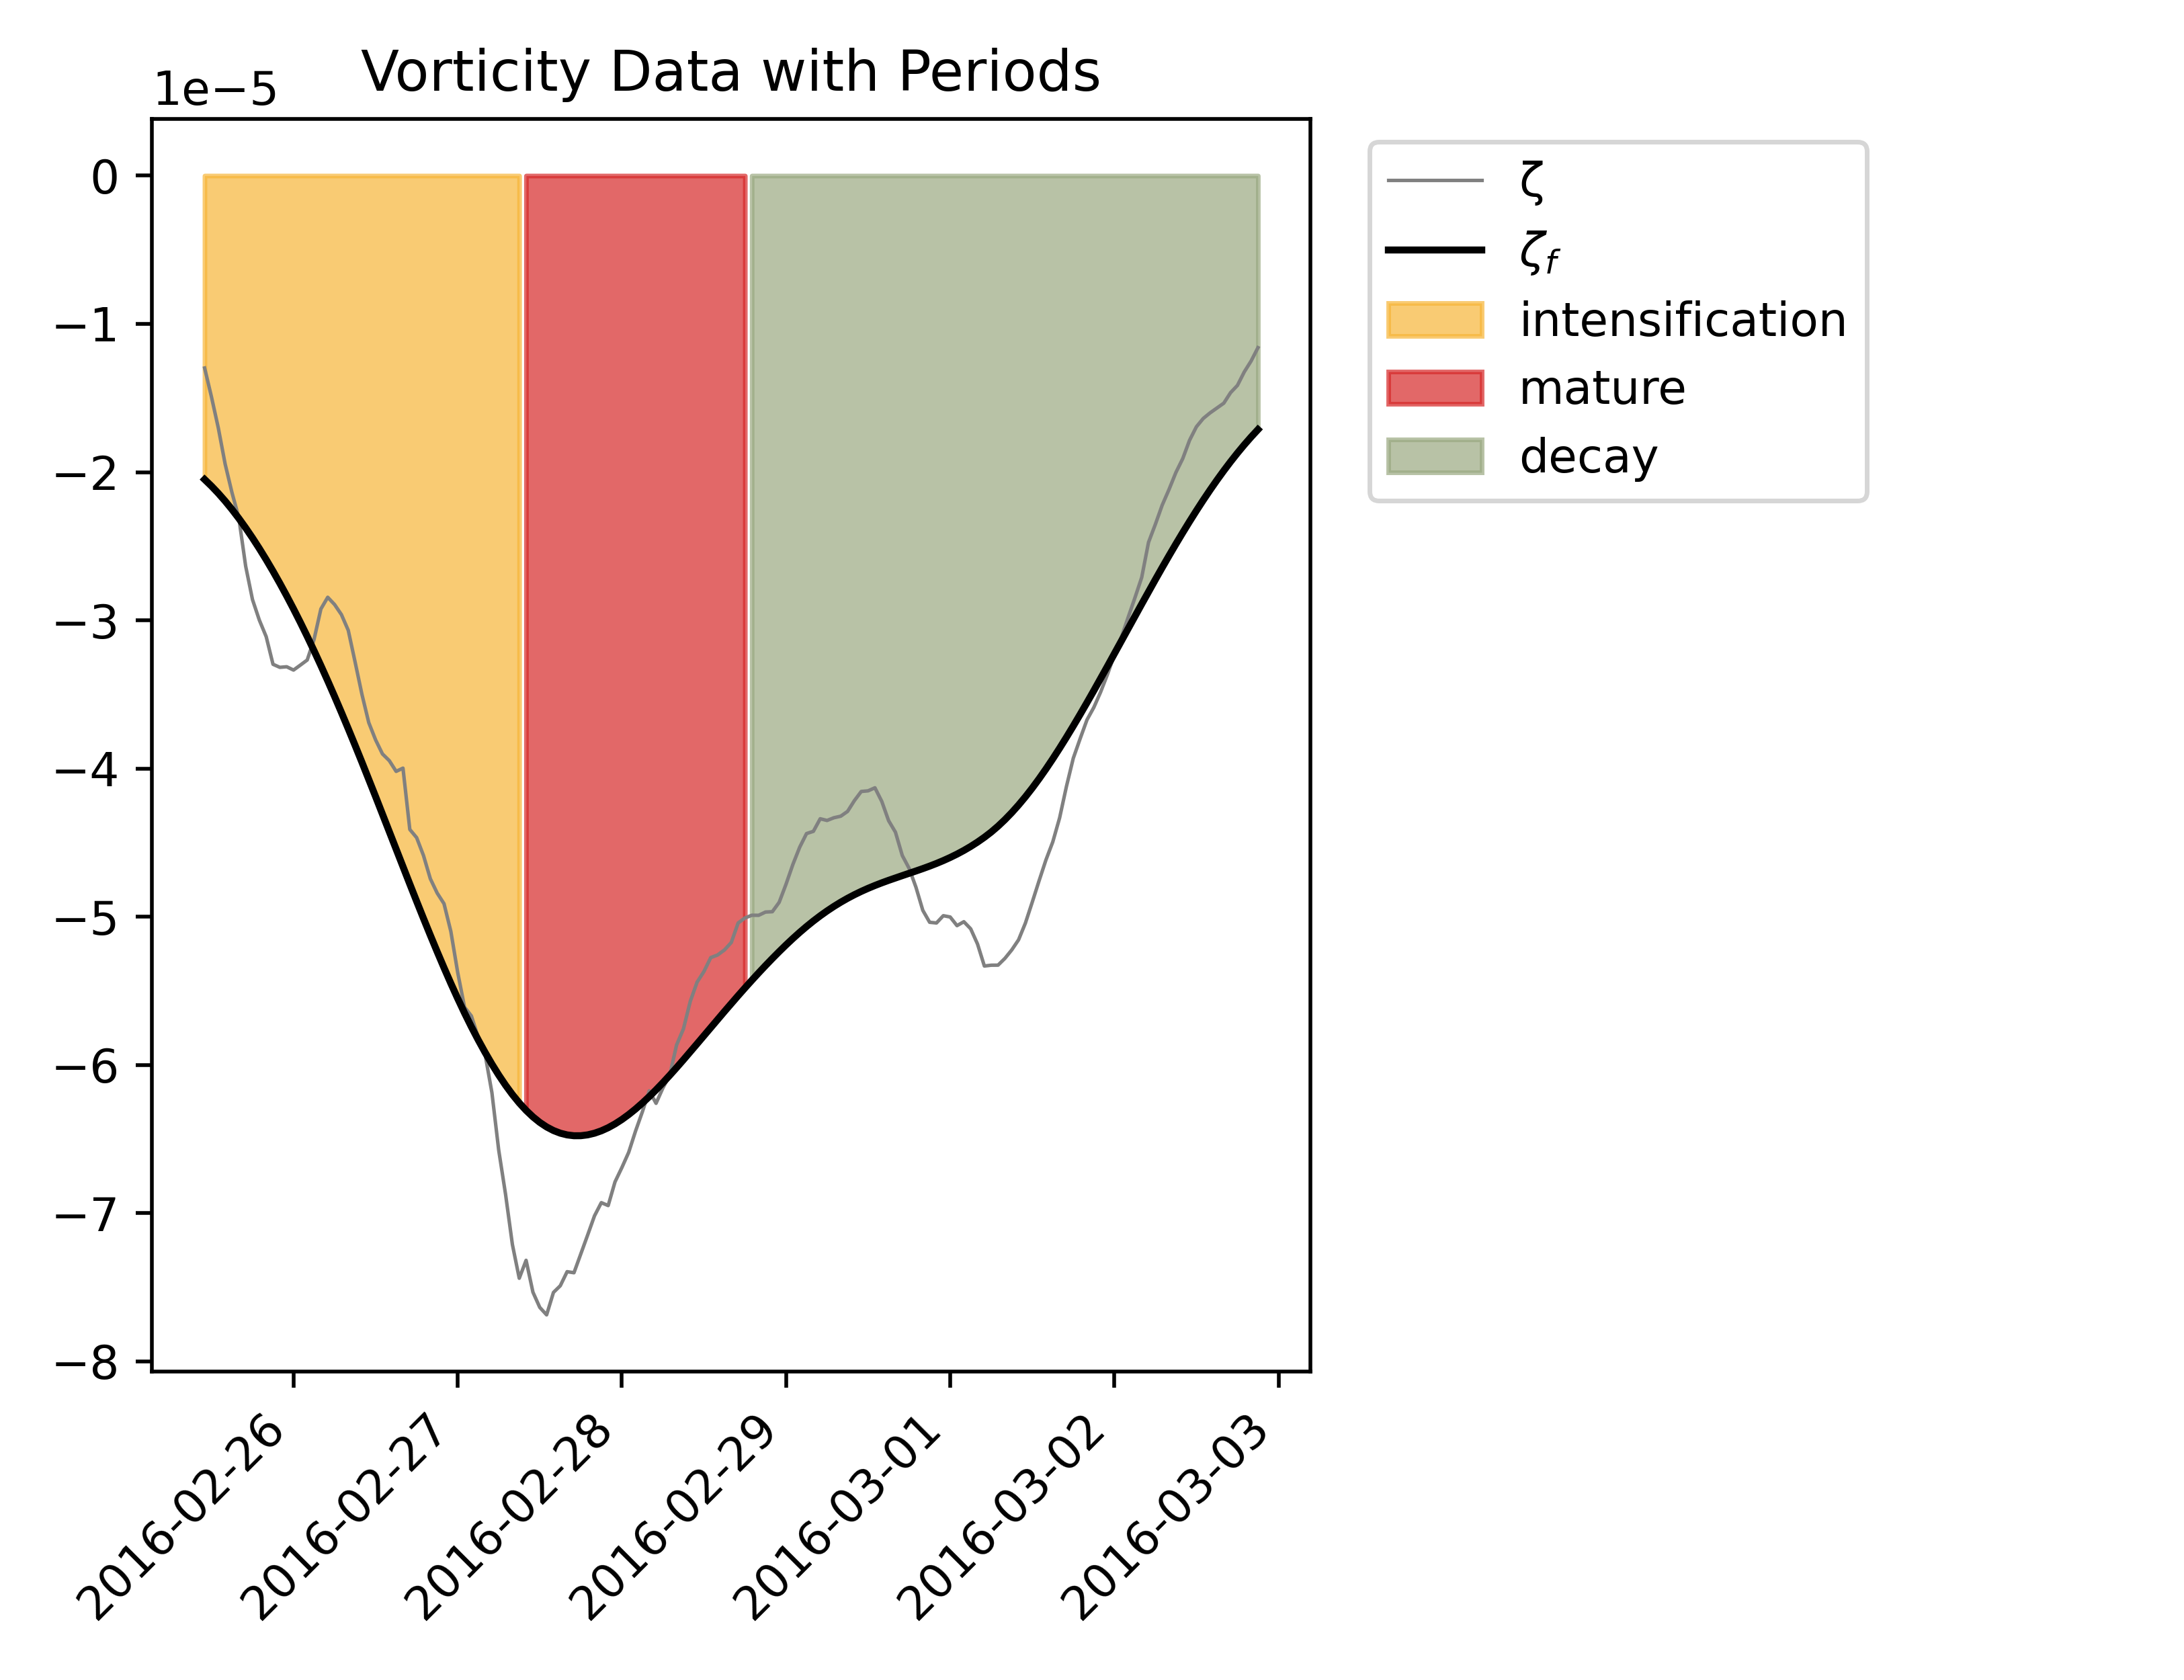 Vorticity Data with Periods
1e−5
0
−1
−2
−3
−4
−5
−6
−7
−8
2016-02-26
2016-02-27
2016-02-28
2016-02-29
2016-03-01
2016-03-02
2016-03-03
ζ
ζf
intensification
mature
decay